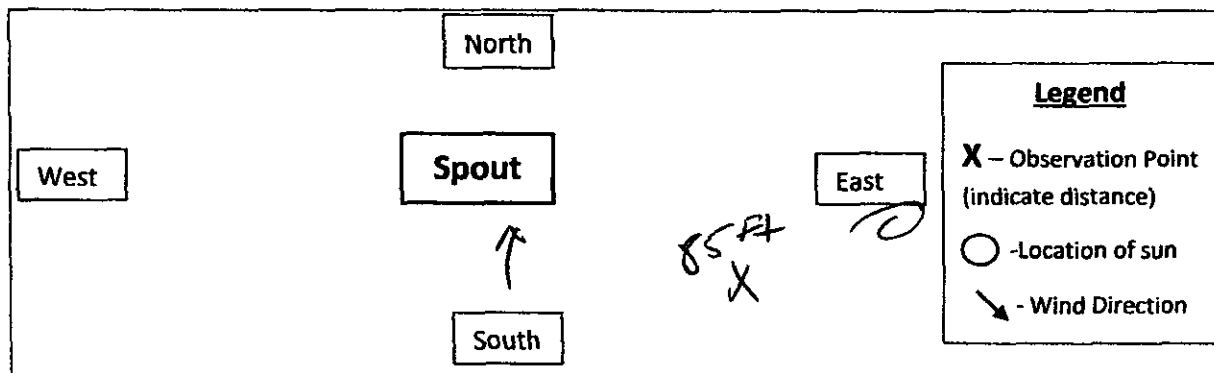 North
West
Spout
East
85 Ft
X
South
Legend
X – Observation Point
(indicate distance)
-Location of sun
- Wind Direction